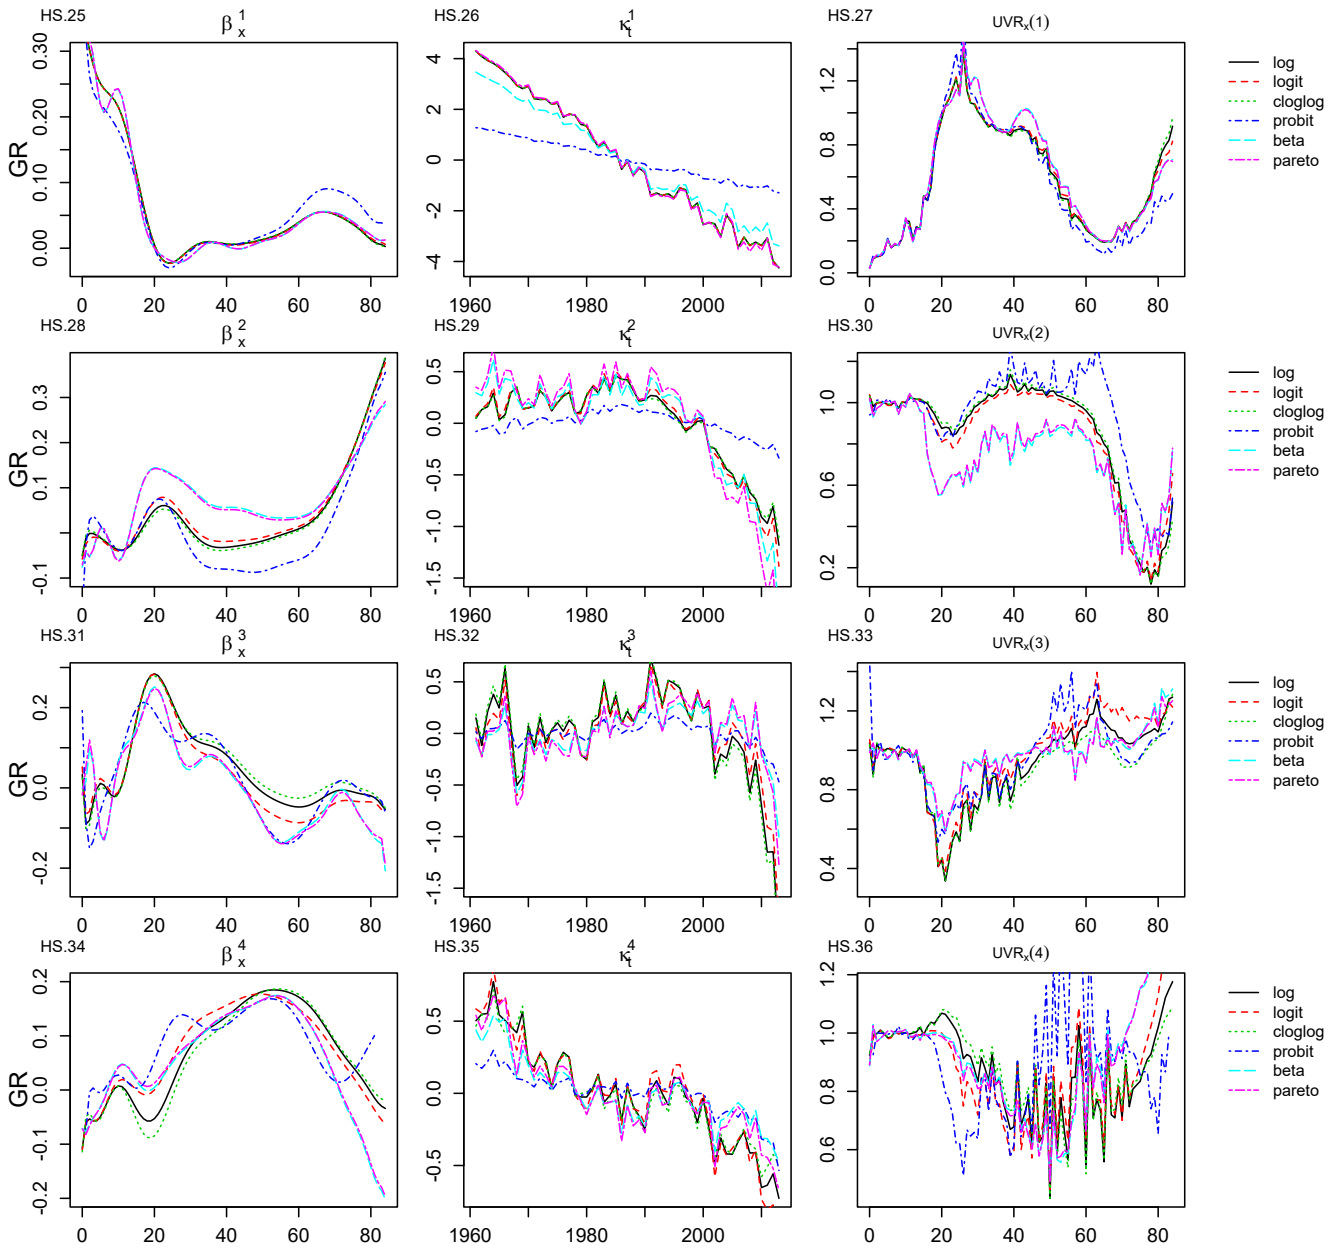 HS.25 β x 1
HS.26 κ t 1
HS.27 UVRx(1)
GR
0.00 0.10 0.20 0.30
0 20 40 60 80
-4 -2 0 2 4
1960 1980 2000
0.0 0.4 0.8 1.2
0 20 40 60 80
log
logit
cloglog
probit
beta
pareto
HS.28 β x 2
HS.29 κ t 2
HS.30 UVRx(2)
GR
-0.1 0.1 0.2 0.3
0 20 40 60 80
-1.5 -1.0 -0.5 0.0 0.5
1960 1980 2000
0.2 0.6 1.0
0 20 40 60 80
log
logit
cloglog
probit
beta
pareto
HS.31 β x 3
HS.32 κ t 3
HS.33 UVRx(3)
GR
-0.2 0.0 0.2
0 20 40 60 80
-1.5 -1.0 -0.5 0.0 0.5
1960 1980 2000
0.4 0.8 1.2
0 20 40 60 80
log
logit
cloglog
probit
beta
pareto
HS.34 β x 4
HS.35 κ t 4
HS.36 UVRx(4)
GR
-0.2 -0.1 0.0 0.1 0.2
0 20 40 60 80
-0.5 0.0 0.5
1960 1980 2000
0.6 0.8 1.0 1.2
0 20 40 60 80
log
logit
cloglog
probit
beta
pareto